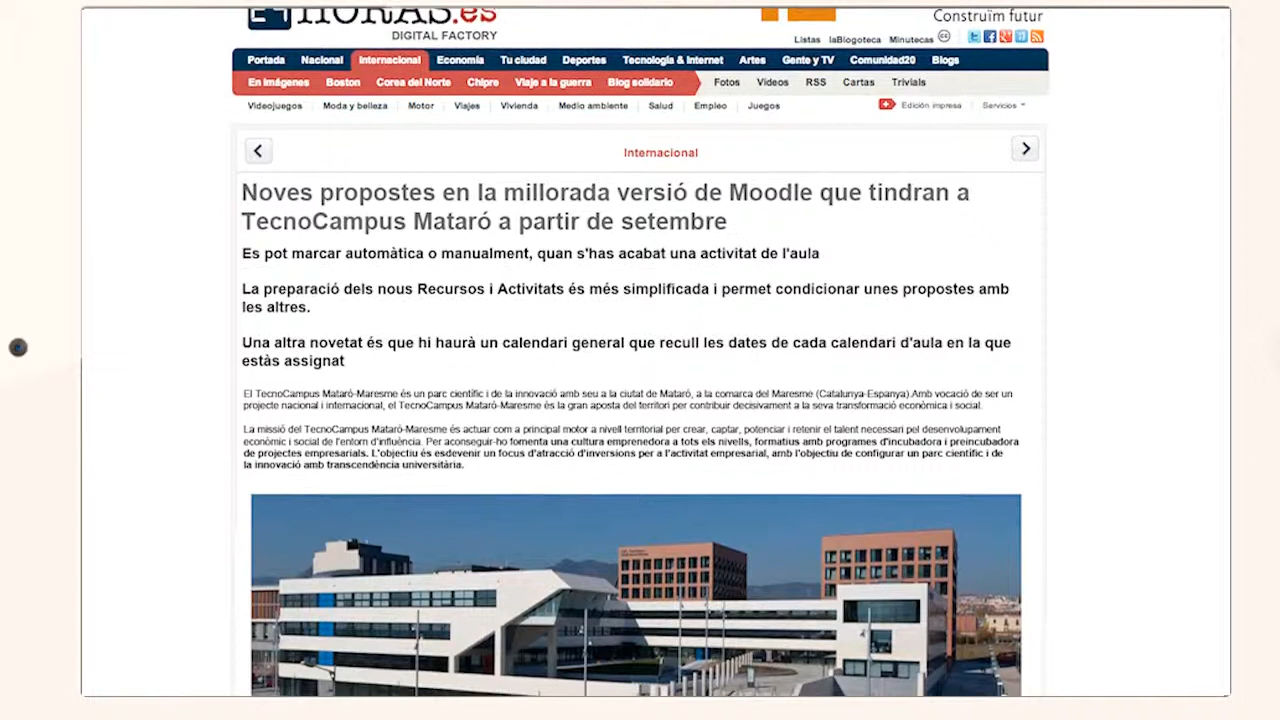 HORAS.es
DIGITAL FACTORY
Construïm futur
Listas laBlogoteca Minutecas
Portada Nacional Internacional Economía Tu ciudad Deportes Tecnología & Internet Artes Gente y TV Comunidad20 Blogs
En imágenes Boston Corea del Norte Chipre Viaje a la guerra Blog solidario Fotos Vídeos RSS Cartas Trivials
Videojuegos Moda y belleza Motor Viajes Vivienda Medio ambiente Salud Empleo Juegos Edición impresa Servicios
Internacional
Noves propostes en la millorada versió de Moodle que tindran a
TecnoCampus Mataró a partir de setembre
Es pot marcar automàtica o manualment, quan s'has acabat una activitat de l'aula
La preparació dels nous Recursos i Activitats és més simplificada i permet condicionar unes propostes amb
les altres.
Una altra novetat és que hi haurà un calendari general que recull les dates de cada calendari d'aula en la que
estàs assignat
El TecnoCampus Mataró-Maresme és un parc científic i de la innovació amb seu a la ciutat de Mataró, a la comarca del Maresme (Catalunya-Espanya).Amb vocació de ser un
projecte nacional i internacional, el TecnoCampus Mataró-Maresme és la gran aposta del territori per contribuir decisivament a la seva transformació econòmica i social.
La missió del TecnoCampus Mataró-Maresme és actuar com a principal motor a nivell territorial per crear, captar, potenciar i retenir el talent necessari pel desenvolupament
econòmic i social de l'entorn d'influència. Per aconseguir-ho fomenta una cultura emprenedora a tots els nivells, formatius amb programes d'incubadora i preincubadora
de projectes empresarials. L'objectiu és esdevenir un focus d'atracció d'inversions per a l'activitat empresarial, amb l'objectiu de configurar un parc científic i de
la innovació amb transcendència universitària.